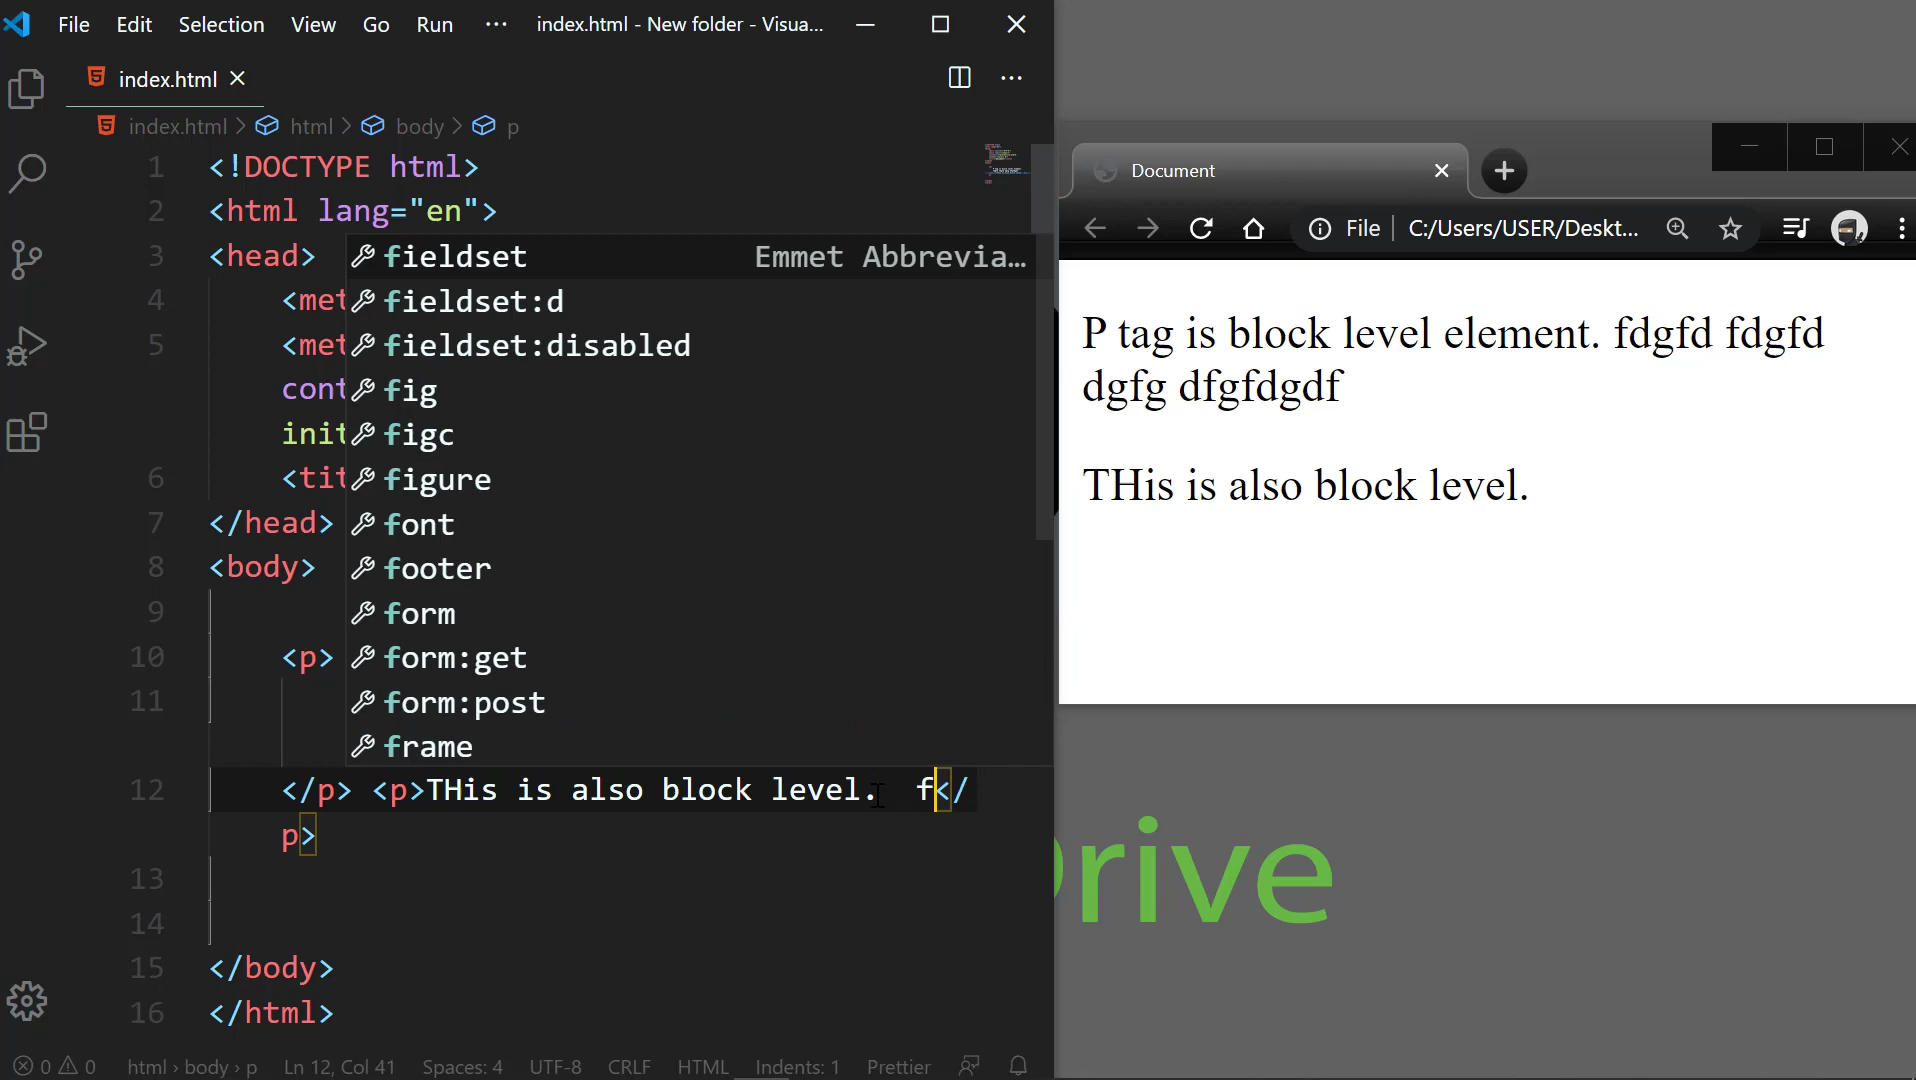 File Edit Selection View Go Run ··· index.html - New folder - Visua...
index.html
index.html > html > body > p
1 <!DOCTYPE html>
2 <html lang="en">
3 <head>
4 <met
5 <met
cont
init
6 <tit
7 </head>
8 <body>
9
10 <p>
11
12 </p> <p>THis is also block level.  f</
p>
13
14
15 </body>
16 </html>
fieldset Emmet Abbrevia...
fieldset:d
fieldset:disabled
fig
figc
figure
font
footer
form
form:get
form:post
frame
0 0 html > body > p Ln 12, Col 41 Spaces: 4 UTF-8 CRLF HTML Indents: 1 Prettier
Document
File C:/Users/USER/Deskt...
P tag is block level element. fdgfd fdgfd
dgfg dfgfdgdf
THis is also block level.
rive